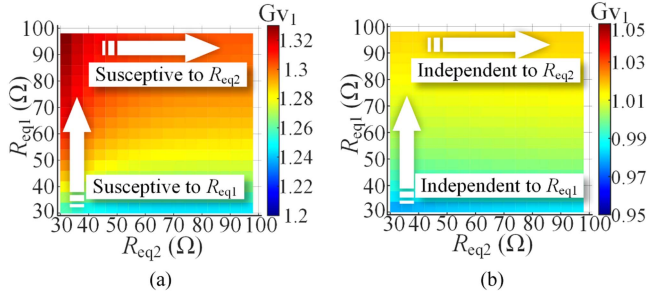 Gv1
100
90
80
70
60
50
40
30
Req1 (Ω)
Susceptive to Req2
Susceptive to Req1
30 40 50 60 70 80 90 100
Req2 (Ω)
1.32
1.3
1.28
1.26
1.24
1.22
1.2
(a)
Gv1
100
90
80
70
60
50
40
30
Req1 (Ω)
Independent to Req2
Independent to Req1
30 40 50 60 70 80 90 100
Req2 (Ω)
1.05
1.03
1.01
0.99
0.97
0.95
(b)